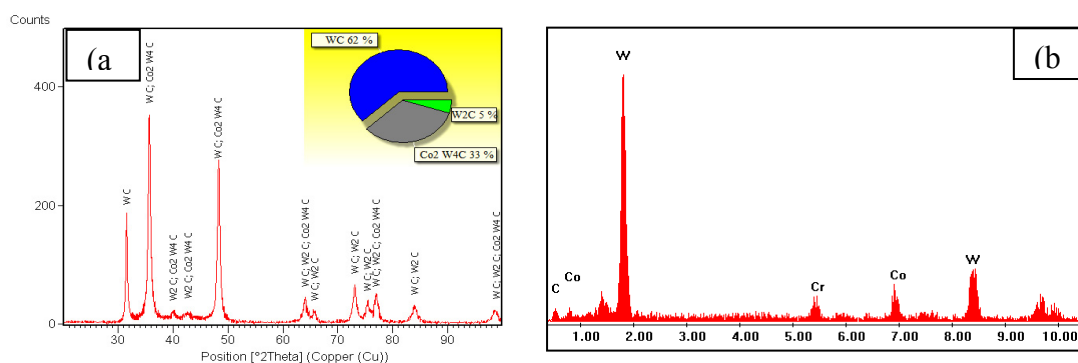 Counts
(a
WC 62 %
W2C 5 %
Co2 W4C 33 %
400
200
0
W C
W C; Co2 W4 C
W2 C; Co2 W4 C
W2 C; Co2 W4 C
W C; Co2 W4 C
W C; W2 C; Co2 W4 C
W C; W2 C
W C; W2 C
W C; W2 C
W C; W2 C; Co2 W4 C
W C; W2 C
W C; W2 C; Co2 W4 C
30 40 50 60 70 80 90
Position [°2Theta] (Copper (Cu))
(b
W
C
Co
Cr
Co
W
1.00 2.00 3.00 4.00 5.00 6.00 7.00 8.00 9.00 10.00